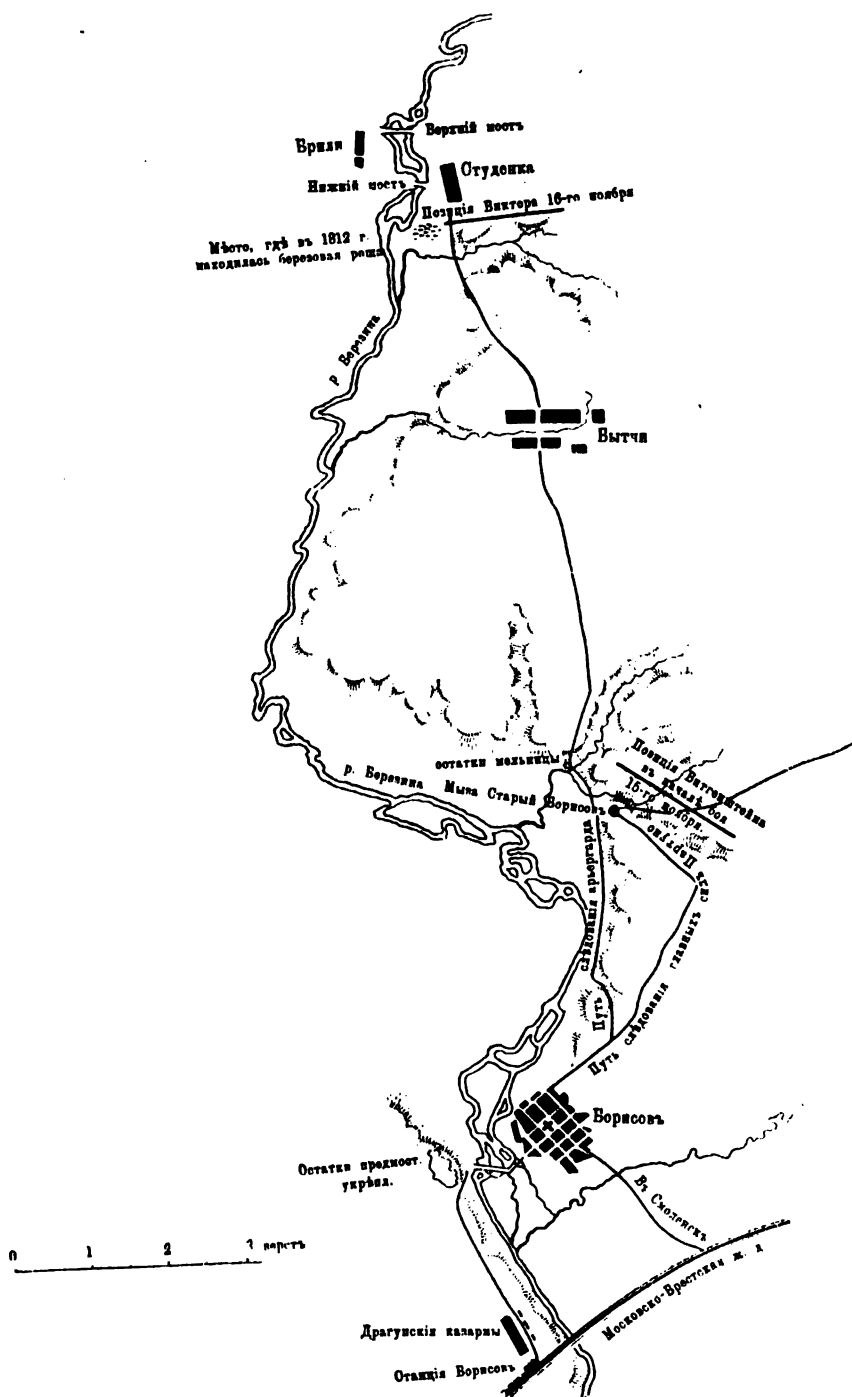 Верхній мостъ
Брили
Студенка
Нижній мостъ
Позиція Виктора 16-го ноября
Мѣсто, гдѣ въ 1812 г.
находилась березовая роща
р Березина
Бытчи
остатки мельницы
Позиція Витгенштейна
въ началѣ боя
15-го ноября.
р. Березина
Мыза Старый Борисовъ
Партуно
Путь слѣдованія арьергарда
Путь слѣдованія главныхъ силъ
Борисовъ
Остатки предмост.
укрѣпл.
Въ Смоленскъ
0 1 2 3 верстъ
Московско-Брестская ж. д
Драгунскія казармы
Станція Борисовъ